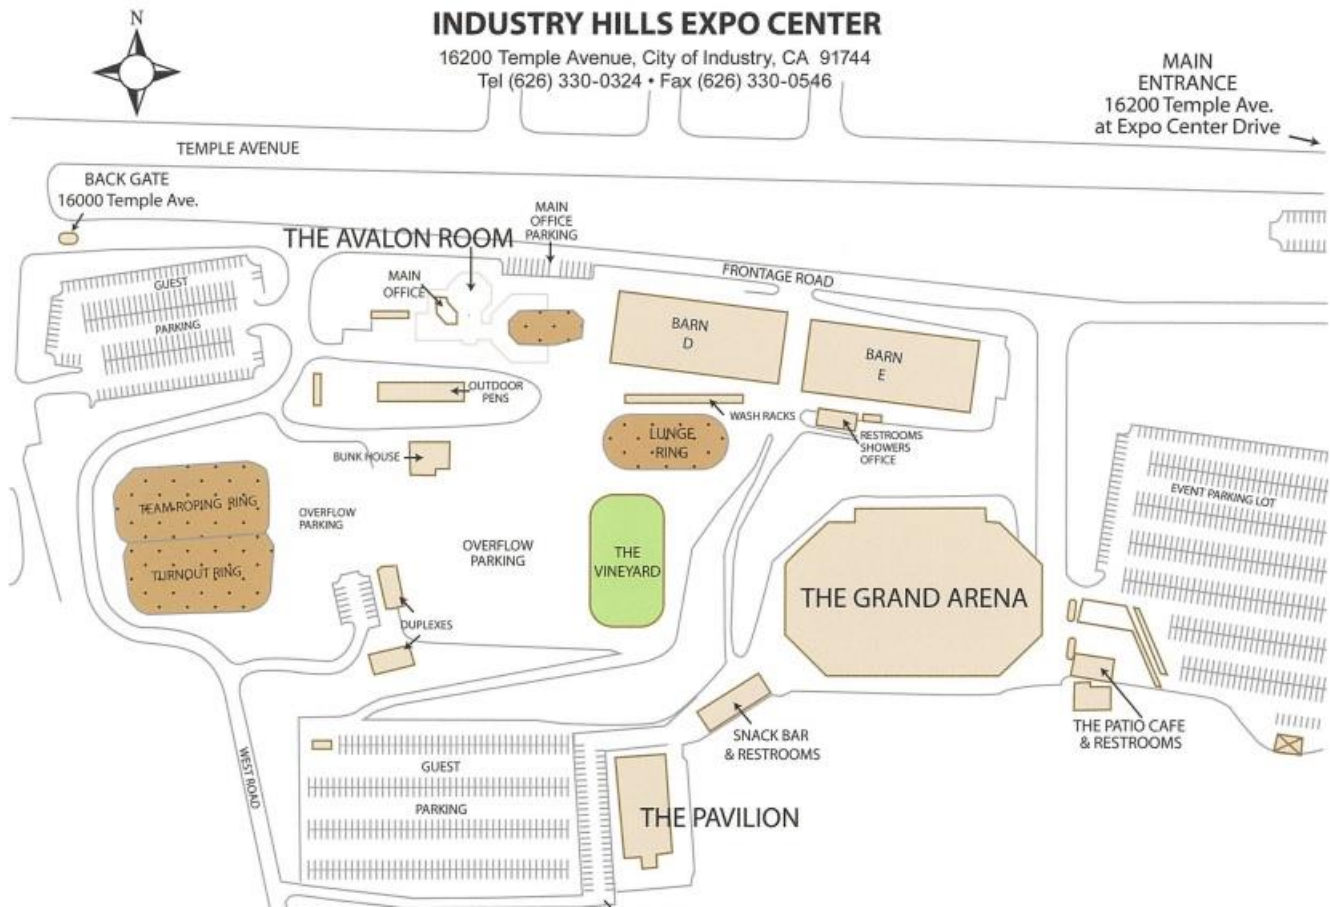 N
INDUSTRY HILLS EXPO CENTER
16200 Temple Avenue, City of Industry, CA 91744
Tel (626) 330-0324 • Fax (626) 330-0546
MAIN
ENTRANCE
16200 Temple Ave.
at Expo Center Drive
TEMPLE AVENUE
BACK GATE
16000 Temple Ave.
THE AVALON ROOM
MAIN
OFFICE
PARKING
FRONTAGE ROAD
GUEST
PARKING
MAIN
OFFICE
BARN
D
BARN
E
OUTDOOR
PENS
WASH RACKS
LUNGE
RING
RESTROOMS
SHOWERS
OFFICE
BUNK HOUSE
TEAM ROPING RING
TURNOUT RING
OVERFLOW
PARKING
OVERFLOW
PARKING
THE
VINEYARD
THE GRAND ARENA
EVENT PARKING LOT
DUPLEXES
WEST ROAD
SNACK BAR
& RESTROOMS
THE PATIO CAFE
& RESTROOMS
GUEST
PARKING
THE PAVILION